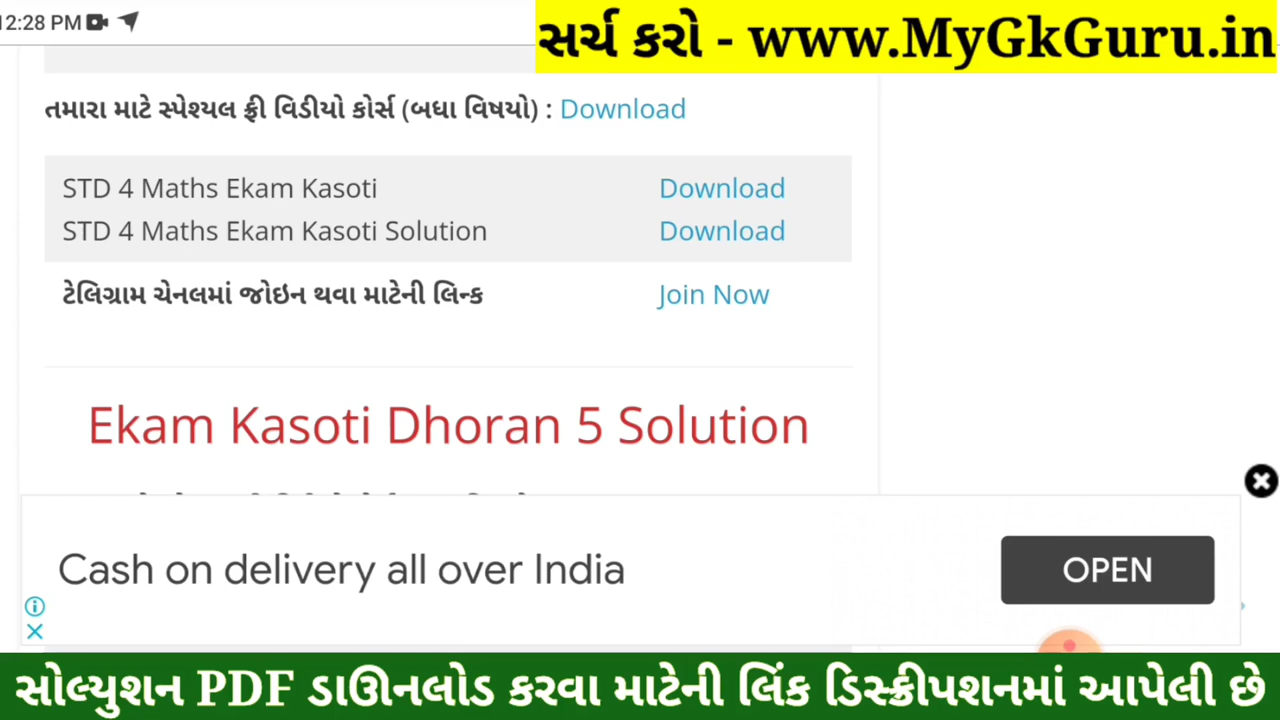 12:28 PM
સર્ચ કરો - www.MyGkGuru.in
તમારા માટે સ્પેશ્યલ ફ્રી વિડીયો કોર્સ (બધા વિષયો) : Download
STD 4 Maths Ekam Kasoti Download
STD 4 Maths Ekam Kasoti Solution Download
ટેલિગ્રામ ચેનલમાં જોઇન થવા માટેની લિન્ક Join Now
Ekam Kasoti Dhoran 5 Solution
Cash on delivery all over India
OPEN
સોલ્યુશન PDF ડાઊનલોડ કરવા માટેની લિંક ડિસ્ક્રીપશનમાં આપેલી છે